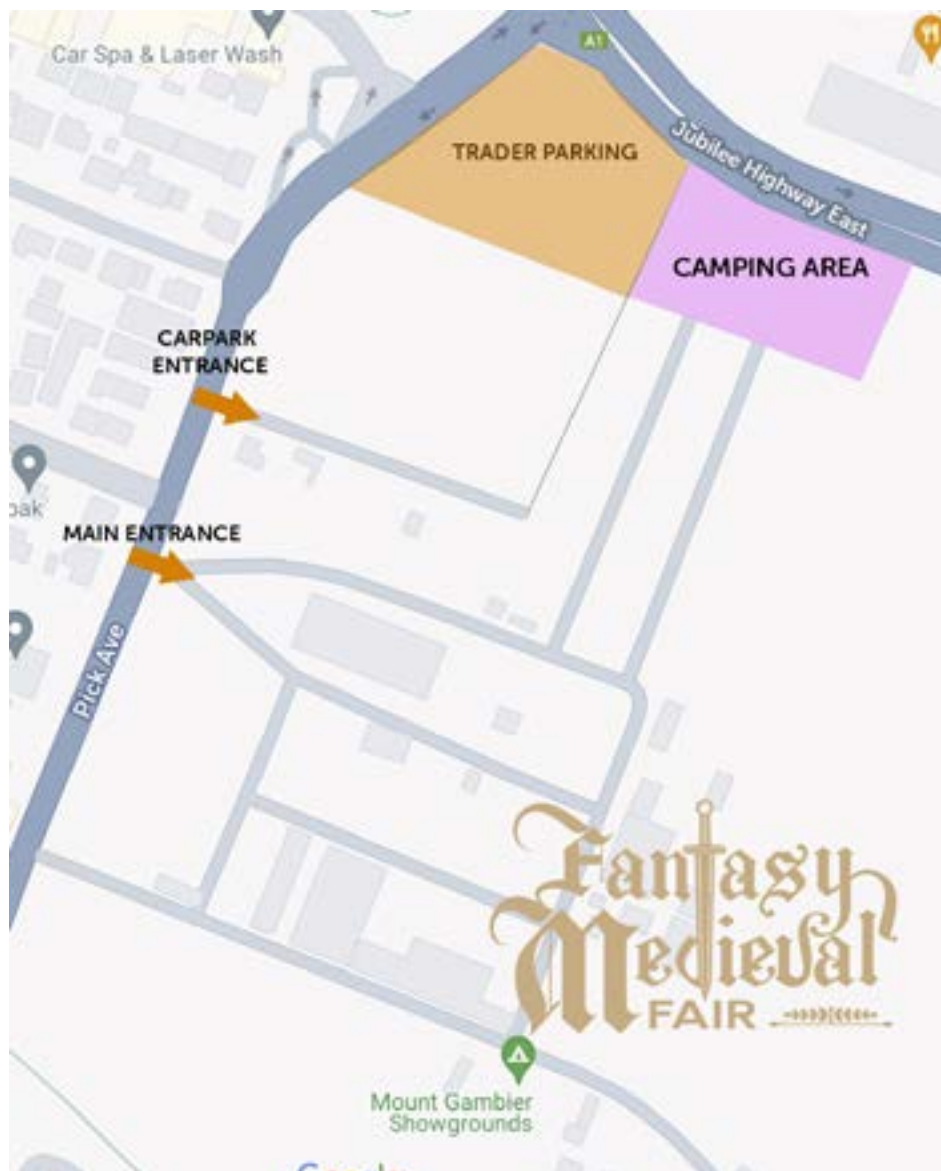 Car Spa & Laser Wash
A1
TRADER PARKING
Jubilee Highway East
CAMPING AREA
CARPARK
ENTRANCE
MAIN ENTRANCE
Pick Ave
Fantasy
Medieval
FAIR
Mount Gambier
Showgrounds